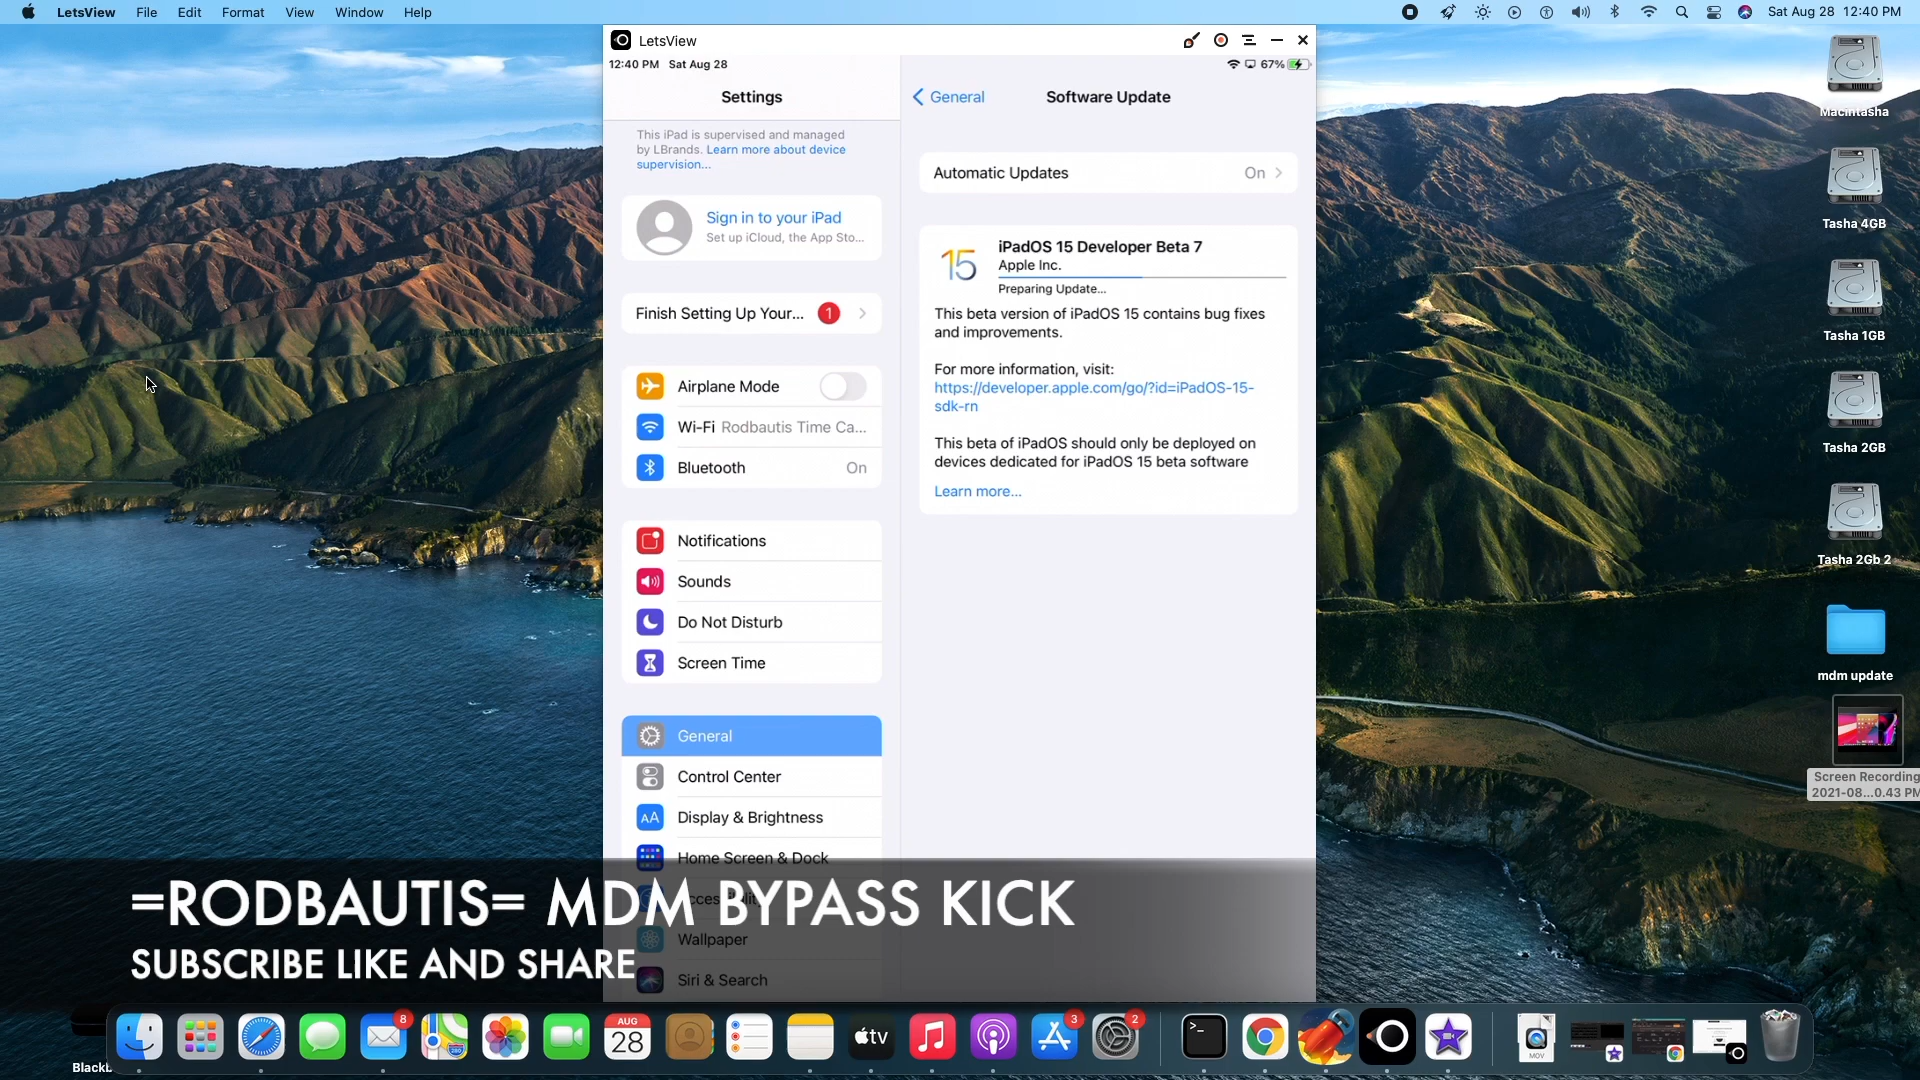 LetsView File Edit Format View Window Help
Sat Aug 28 12:40 PM
LetsView
12:40 PM Sat Aug 28
67%
Settings
This iPad is supervised and managed
by LBrands. Learn more about device
supervision...
Sign in to your iPad
Set up iCloud, the App Sto...
Finish Setting Up Your... 1
Airplane Mode
Wi-Fi Rodbautis Time Ca...
Bluetooth On
Notifications
Sounds
Do Not Disturb
Screen Time
General
Control Center
AA Display & Brightness
Home Screen & Dock
Wallpaper
Siri & Search
General
Software Update
Automatic Updates On
15
iPadOS 15 Developer Beta 7
Apple Inc.
Preparing Update...
This beta version of iPadOS 15 contains bug fixes
and improvements.
For more information, visit:
https://developer.apple.com/go/?id=iPadOS-15-
sdk-rn
This beta of iPadOS should only be deployed on
devices dedicated for iPadOS 15 beta software
Learn more...
Macintasha
Tasha 4GB
Tasha 1GB
Tasha 2GB
Tasha 2Gb 2
mdm update
Screen Recording
2021-08...0.43 PM
=RODBAUTIS= MDM BYPASS KICK
SUBSCRIBE LIKE AND SHARE
Blackb
8
AUG
28
tv
3
2
>_
280
MOV